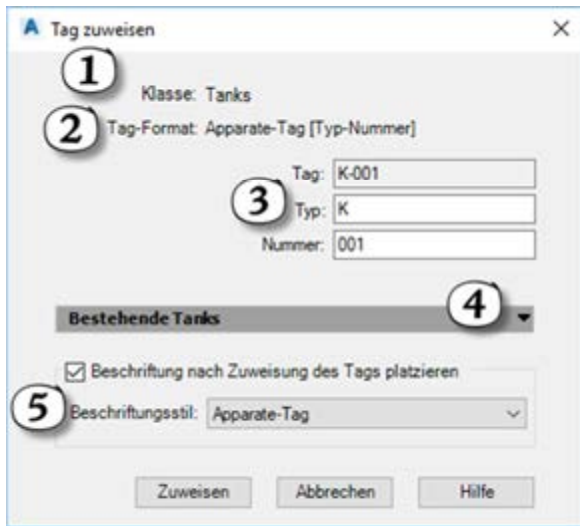 Tag zuweisen
1
Klasse: Tanks
2 Tag-Format: Apparate-Tag [Typ-Nummer]
Tag: K-001
3 Typ: K
Nummer: 001
Bestehende Tanks 4
Beschriftung nach Zuweisung des Tags platzieren
5 Beschriftungsstil: Apparate-Tag
Zuweisen Abbrechen Hilfe